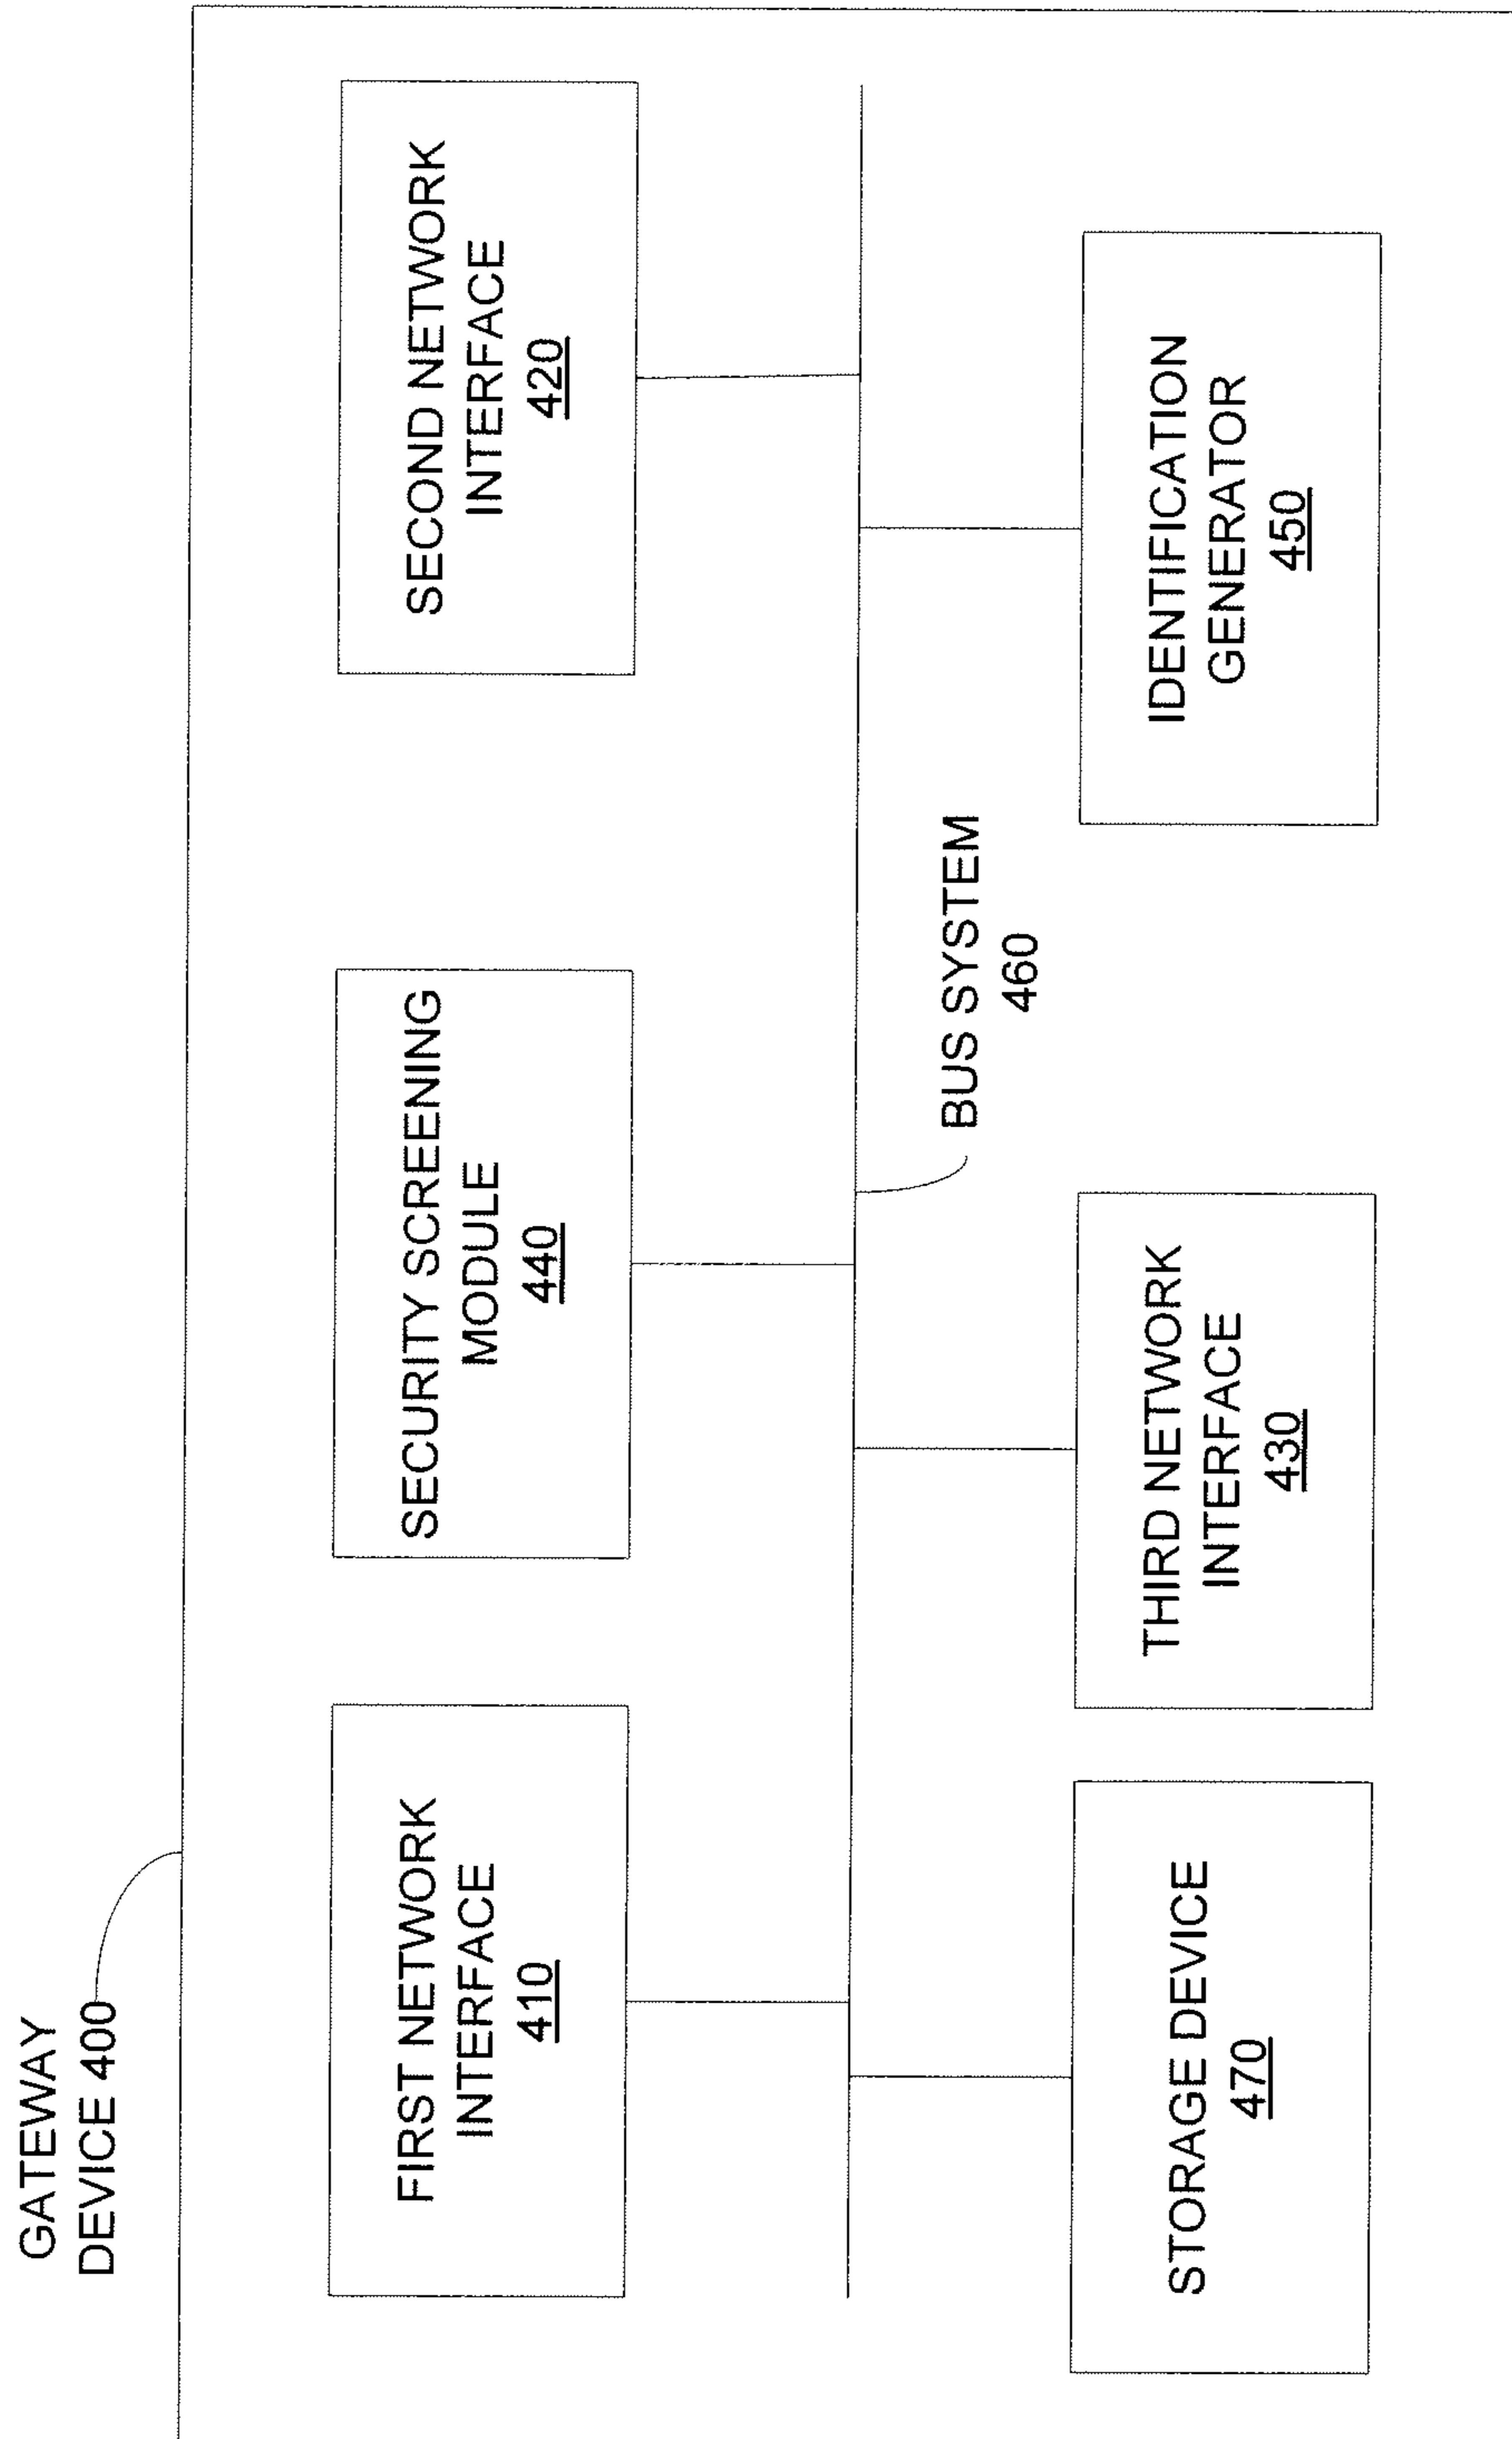 GATEWAY
DEVICE 400
FIRST NETWORK
INTERFACE
410
SECURITY SCREENING
MODULE
440
SECOND NETWORK
INTERFACE
420
BUS SYSTEM
460
STORAGE DEVICE
470
THIRD NETWORK
INTERFACE
430
IDENTIFICATION
GENERATOR
450